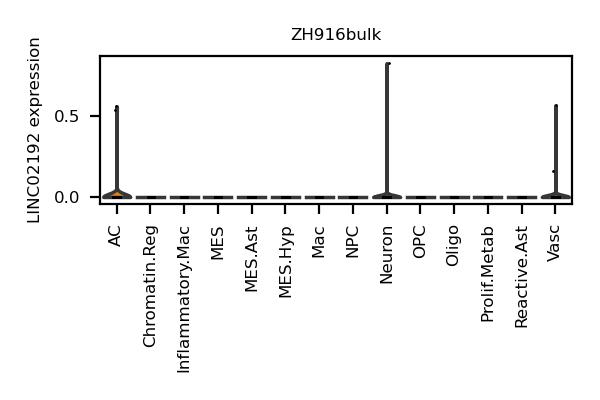 ZH916bulk
LINC02192 expression
0.5
0.0
AC
Chromatin.Reg
Inflammatory.Mac
MES
MES.Ast
MES.Hyp
Mac
NPC
Neuron
OPC
Oligo
Prolif.Metab
Reactive.Ast
Vasc